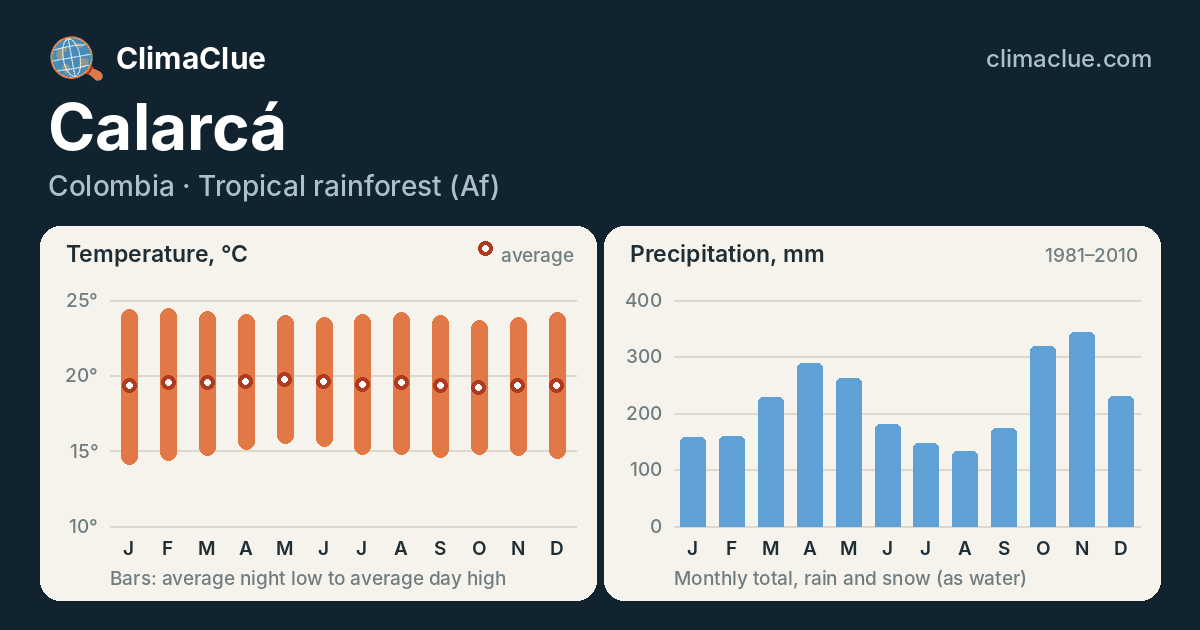 ClimaClue
climaclue.com
Calarcá
Colombia · Tropical rainforest (Af)
Temperature, °C
average
25°
20°
15°
10°
J F M A M J J A S O N D
Bars: average night low to average day high
Precipitation, mm
1981–2010
400
300
200
100
0
J F M A M J J A S O N D
Monthly total, rain and snow (as water)